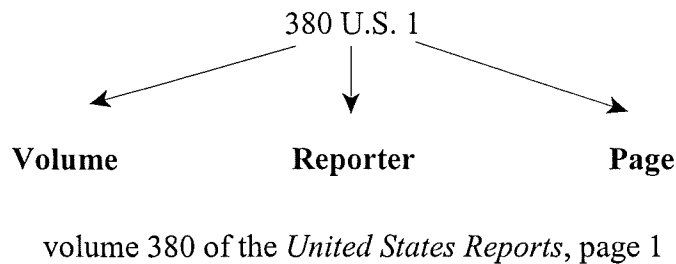 380 U.S. 1
Volume Reporter Page
volume 380 of the United States Reports, page 1